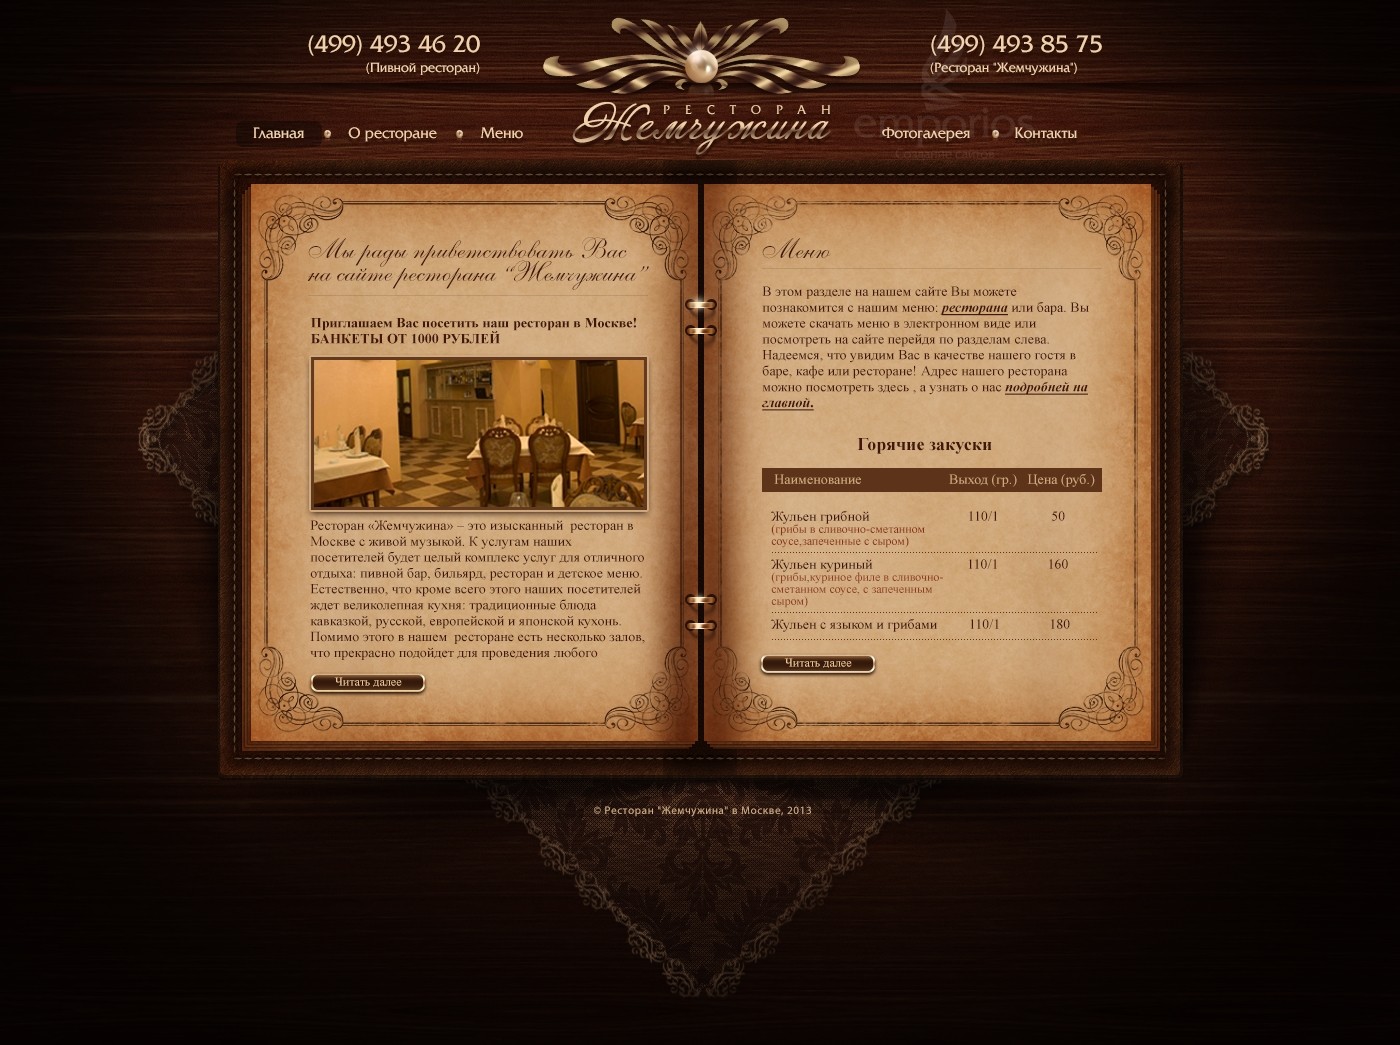 (499) 493 46 20
(Пивной ресторан)
РЕСТОРАН
Жемчужина
(499) 493 85 75
(Ресторан "Жемчужина")
emporios
Создание сайтов
Главная
О ресторане
Меню
Фотогалерея
Контакты
Мы рады приветствовать Вас
на сайте ресторана “Жемчужина”
Приглашаем Вас посетить наш ресторан в Москве!
БАНКЕТЫ ОТ 1000 РУБЛЕЙ
Ресторан «Жемчужина» – это изысканный ресторан в
Москве с живой музыкой. К услугам наших
посетителей будет целый комплекс услуг для отличного
отдыха: пивной бар, бильярд, ресторан и детское меню.
Естественно, что кроме всего этого наших посетителей
ждет великолепная кухня: традиционные блюда
кавказкой, русской, европейской и японской кухонь.
Помимо этого в нашем ресторане есть несколько залов,
что прекрасно подойдет для проведения любого
Читать далее
Меню
В этом разделе на нашем сайте Вы можете
познакомится с нашим меню: ресторана или бара. Вы
можете скачать меню в электронном виде или
посмотреть на сайте перейдя по разделам слева.
Надеемся, что увидим Вас в качестве нашего гостя в
баре, кафе или ресторане! Адрес нашего ресторана
можно посмотреть здесь , а узнать о нас подробней на
главной.
Горячие закуски
Наименование Выход (гр.) Цена (руб.)
Жульен грибной 110/1 50
(грибы в сливочно-сметанном
соусе,запеченные с сыром)
Жульен куриный 110/1 160
(грибы,куриное филе в сливочно-
сметанном соусе, с запеченным
сыром)
Жульен с языком и грибами 110/1 180
Читать далее
© Ресторан "Жемчужина" в Москве, 2013